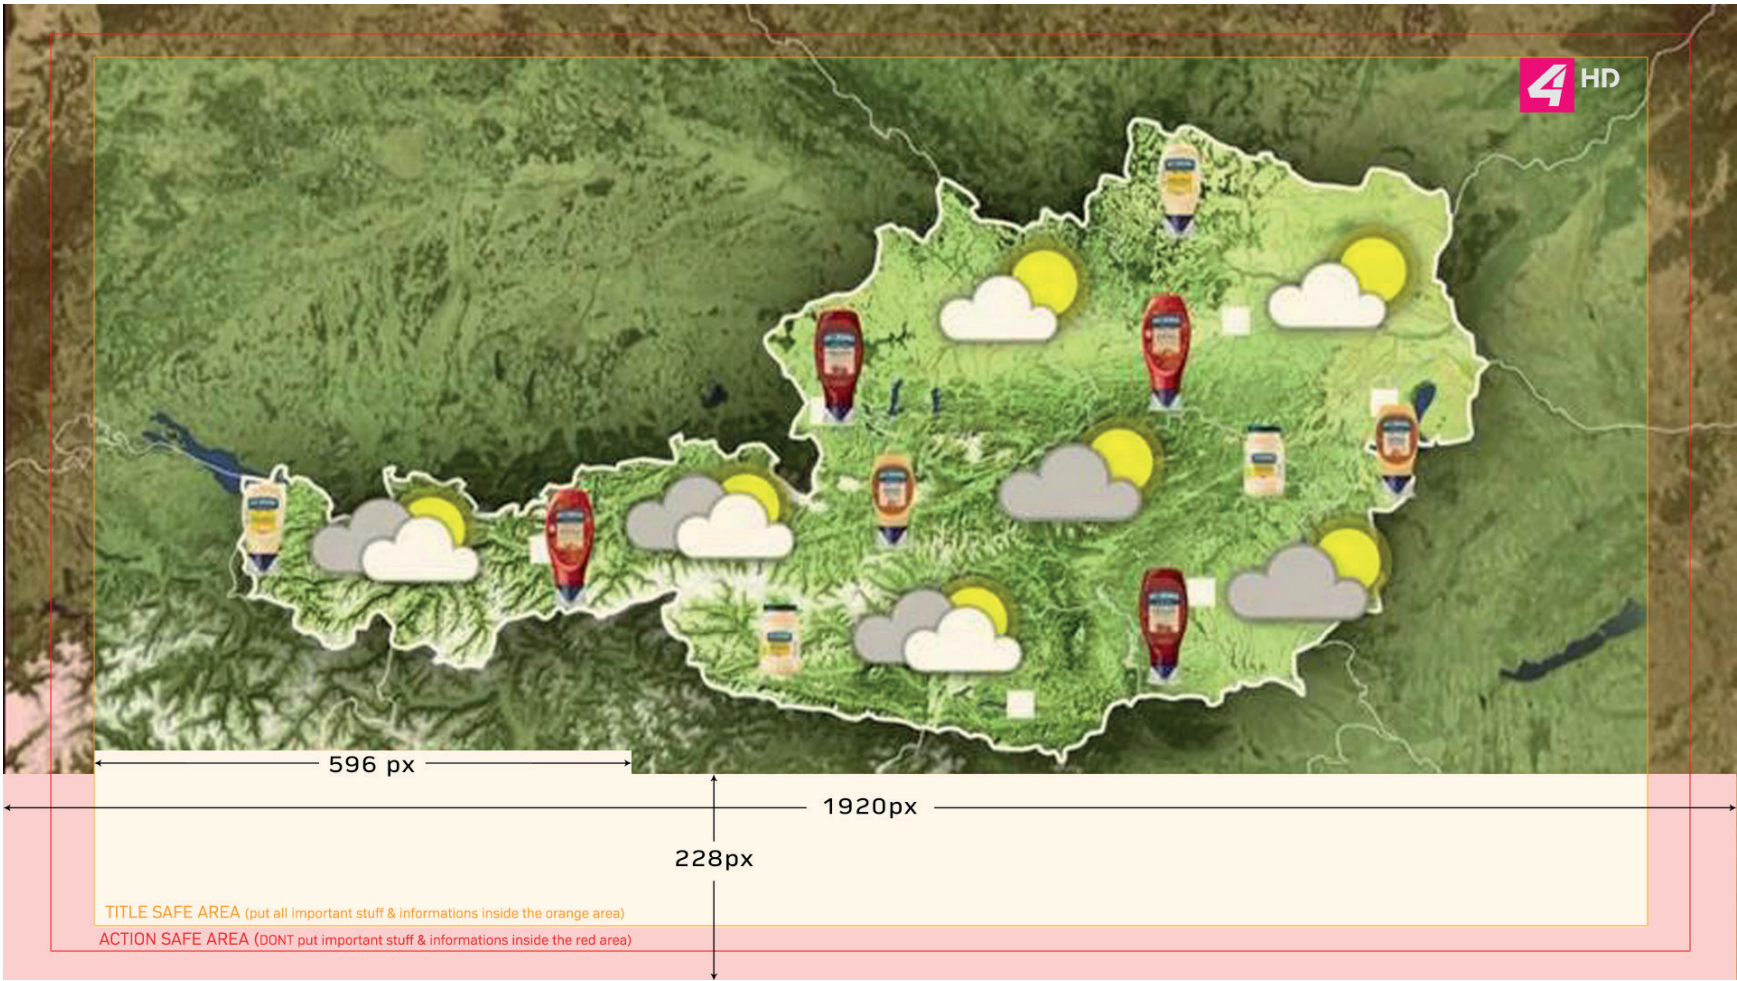 4 HD
596 px
1920px
228px
TITLE SAFE AREA (put all important stuff & informations inside the orange area)
ACTION SAFE AREA (DONT put important stuff & informations inside the red area)